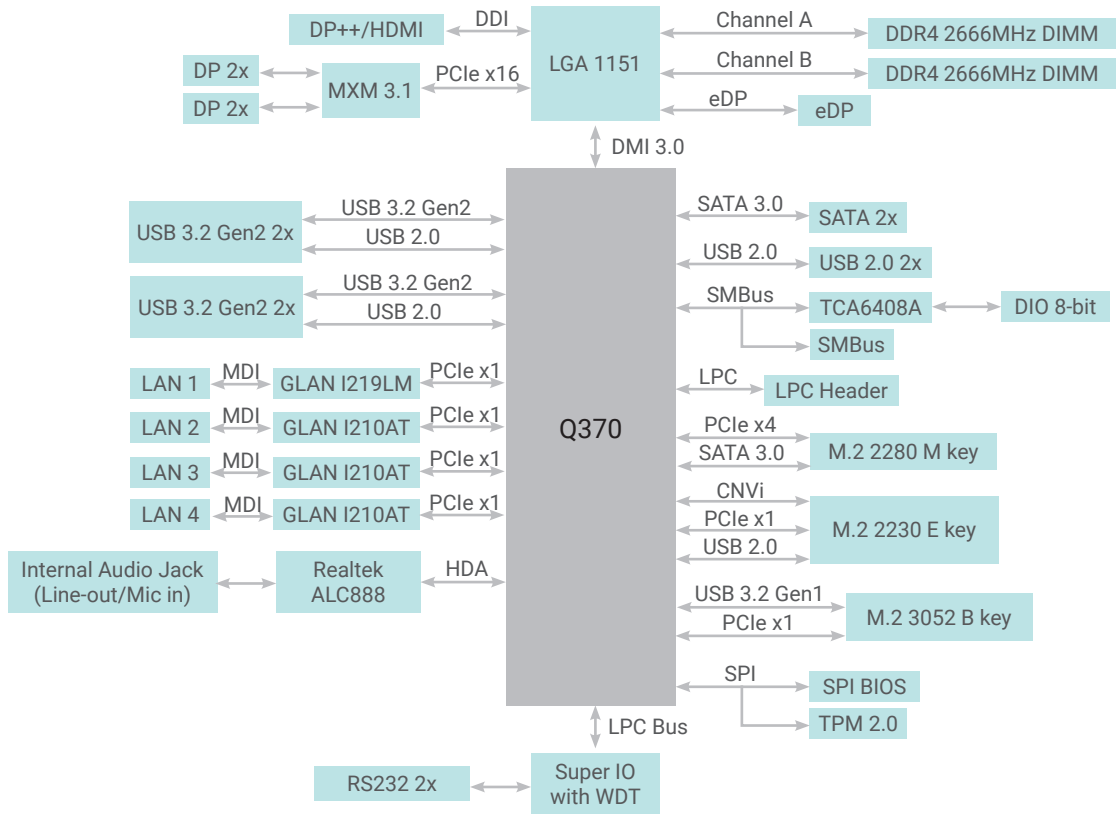 DP++/HDMI
DDI
LGA 1151
Channel A
DDR4 2666MHz DIMM
Channel B
DDR4 2666MHz DIMM
DP 2x
DP 2x
MXM 3.1
PCIe x16
eDP
eDP
DMI 3.0
Q370
USB 3.2 Gen2 2x
USB 3.2 Gen2
USB 2.0
USB 3.2 Gen2 2x
USB 3.2 Gen2
USB 2.0
LAN 1
MDI
GLAN I219LM
PCIe x1
LAN 2
MDI
GLAN I210AT
PCIe x1
LAN 3
MDI
GLAN I210AT
PCIe x1
LAN 4
MDI
GLAN I210AT
PCIe x1
Internal Audio Jack
(Line-out/Mic in)
Realtek
ALC888
HDA
SATA 3.0
SATA 2x
USB 2.0
USB 2.0 2x
SMBus
TCA6408A
DIO 8-bit
SMBus
LPC
LPC Header
PCIe x4
SATA 3.0
M.2 2280 M key
CNVi
PCIe x1
USB 2.0
M.2 2230 E key
USB 3.2 Gen1
PCIe x1
M.2 3052 B key
SPI
SPI BIOS
TPM 2.0
LPC Bus
RS232 2x
Super IO
with WDT